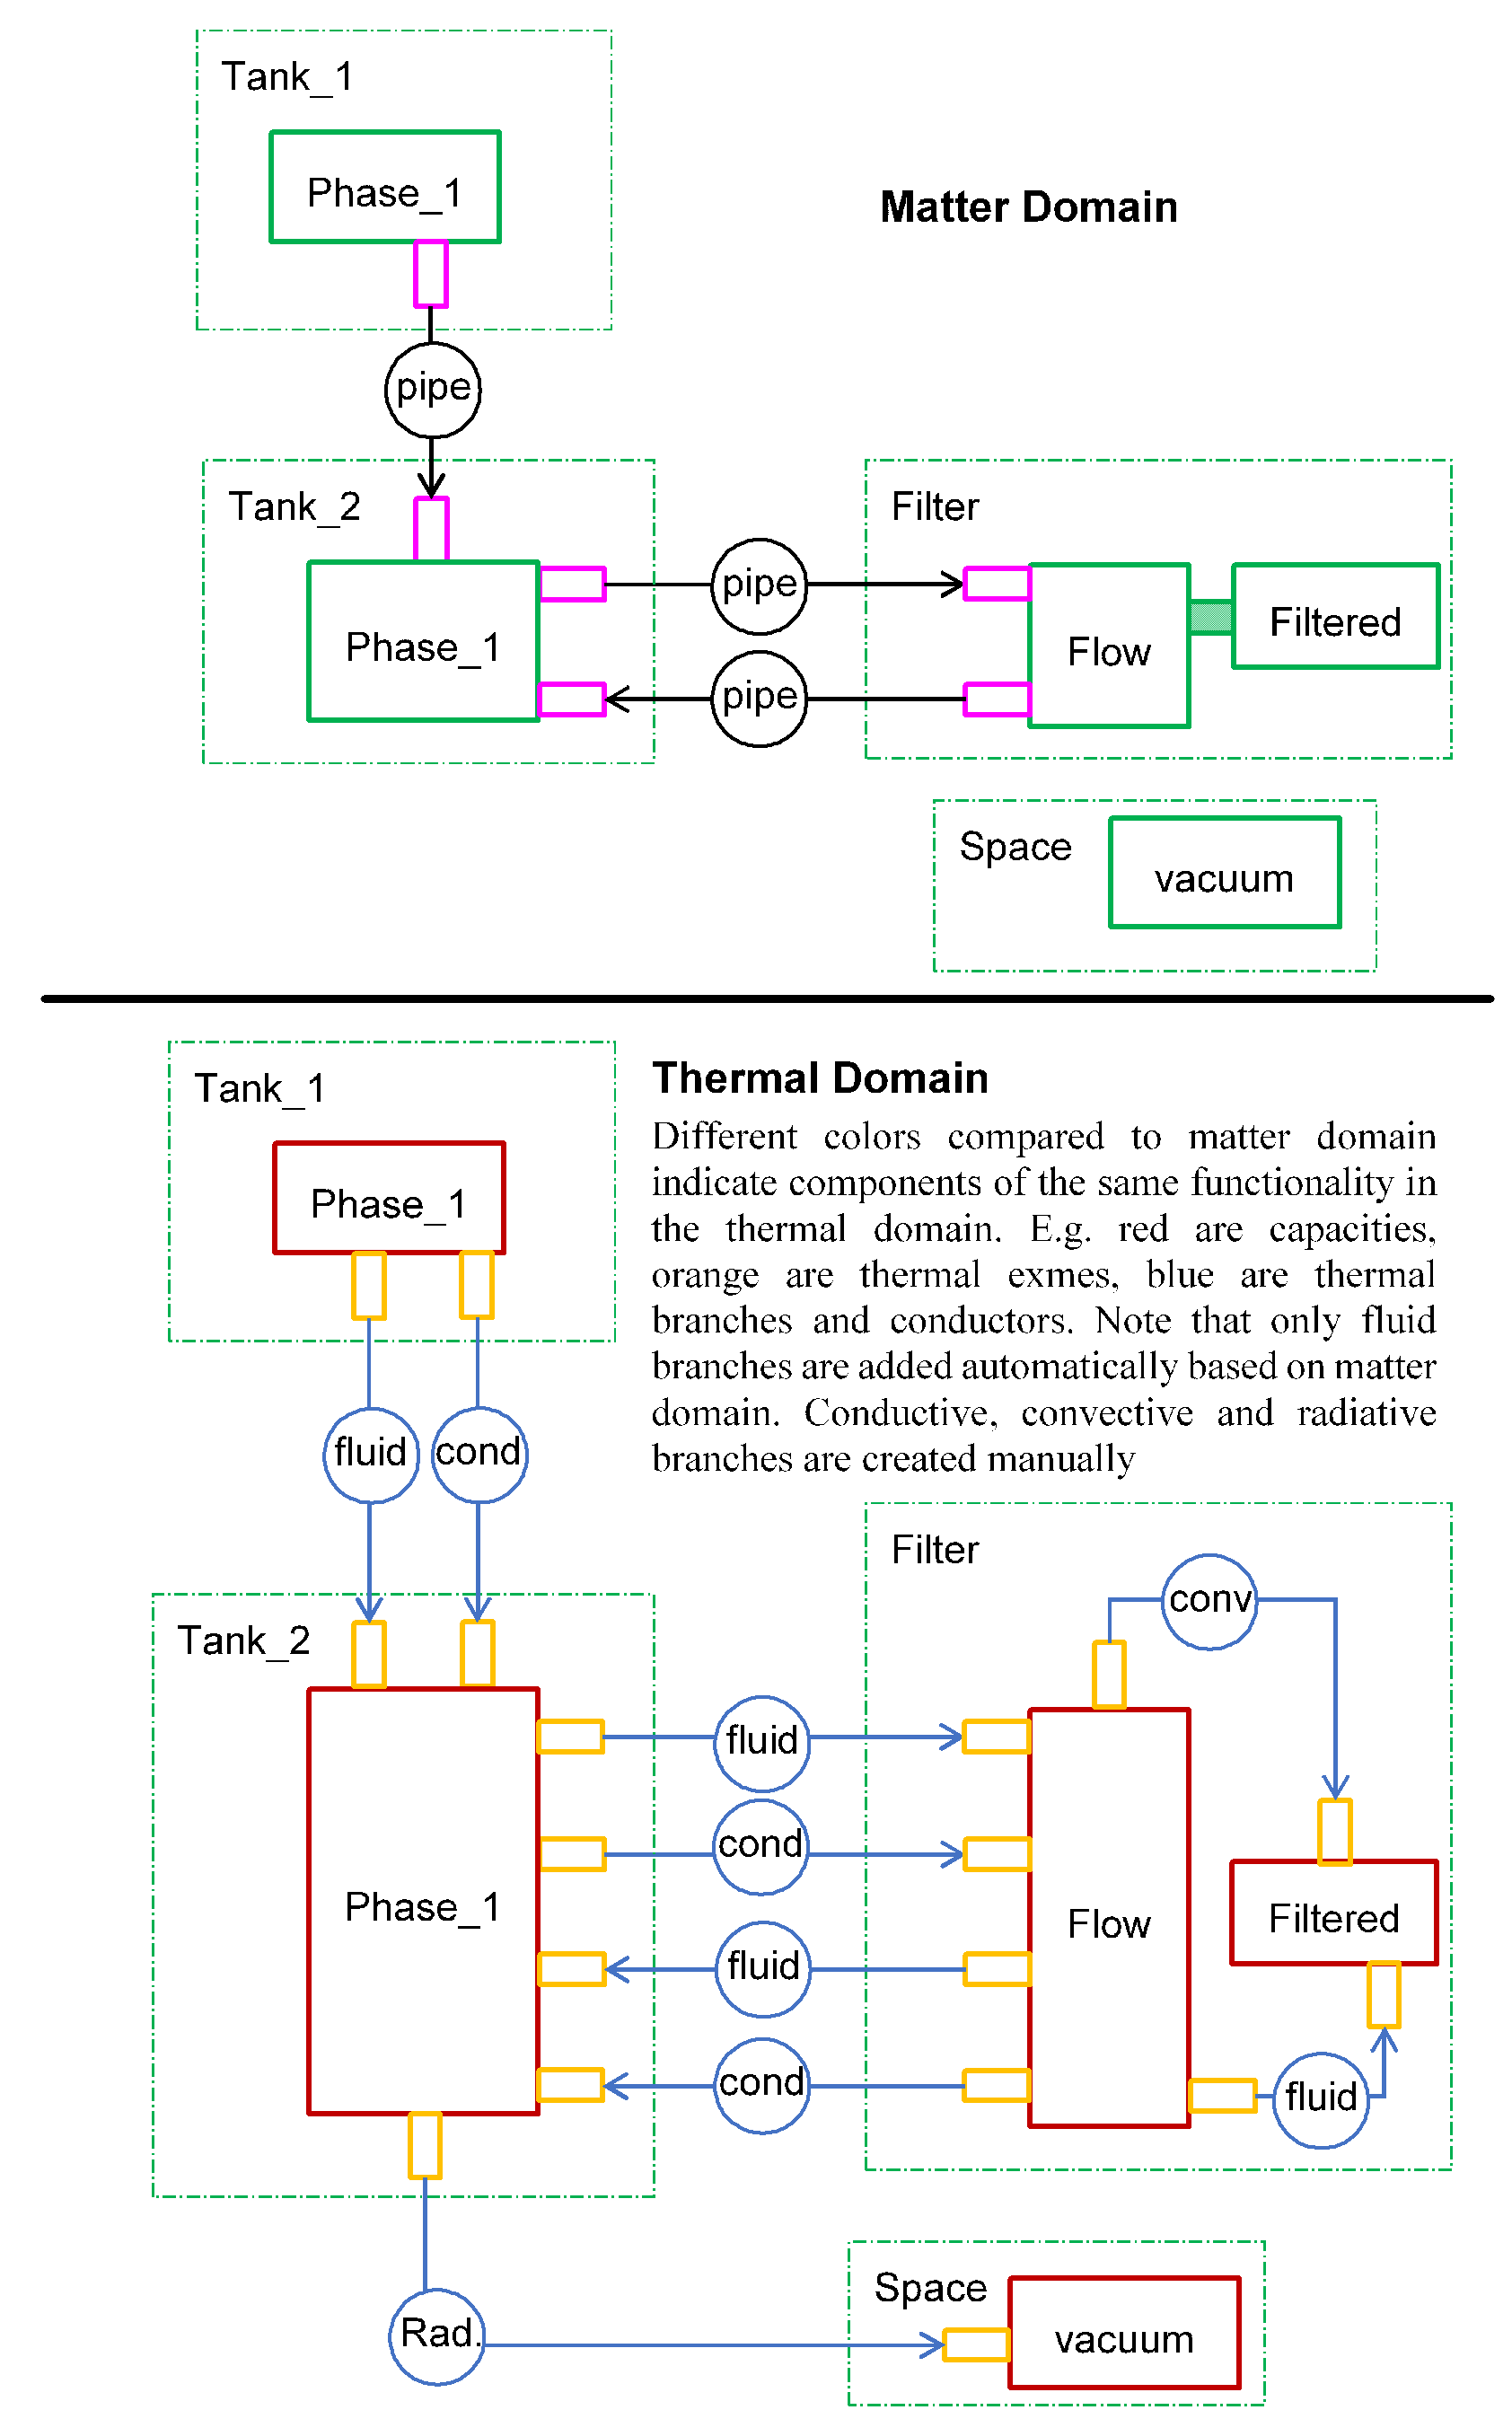 Tank_1
Phase_1
Matter Domain
pipe
Tank_2
Filter
pipe
Phase_1
Flow
Filtered
pipe
Space
vacuum
Tank_1
Phase_1
Thermal Domain
Different colors compared to matter domain
indicate components of the same functionality in
the thermal domain. E.g. red are capacities,
orange are thermal exmes, blue are thermal
branches and conductors. Note that only fluid
branches are added automatically based on matter
domain. Conductive, convective and radiative
branches are created manually
fluid
cond
Filter
conv
Tank_2
fluid
cond
Phase_1
Flow
Filtered
fluid
cond
fluid
Space
Rad.
vacuum